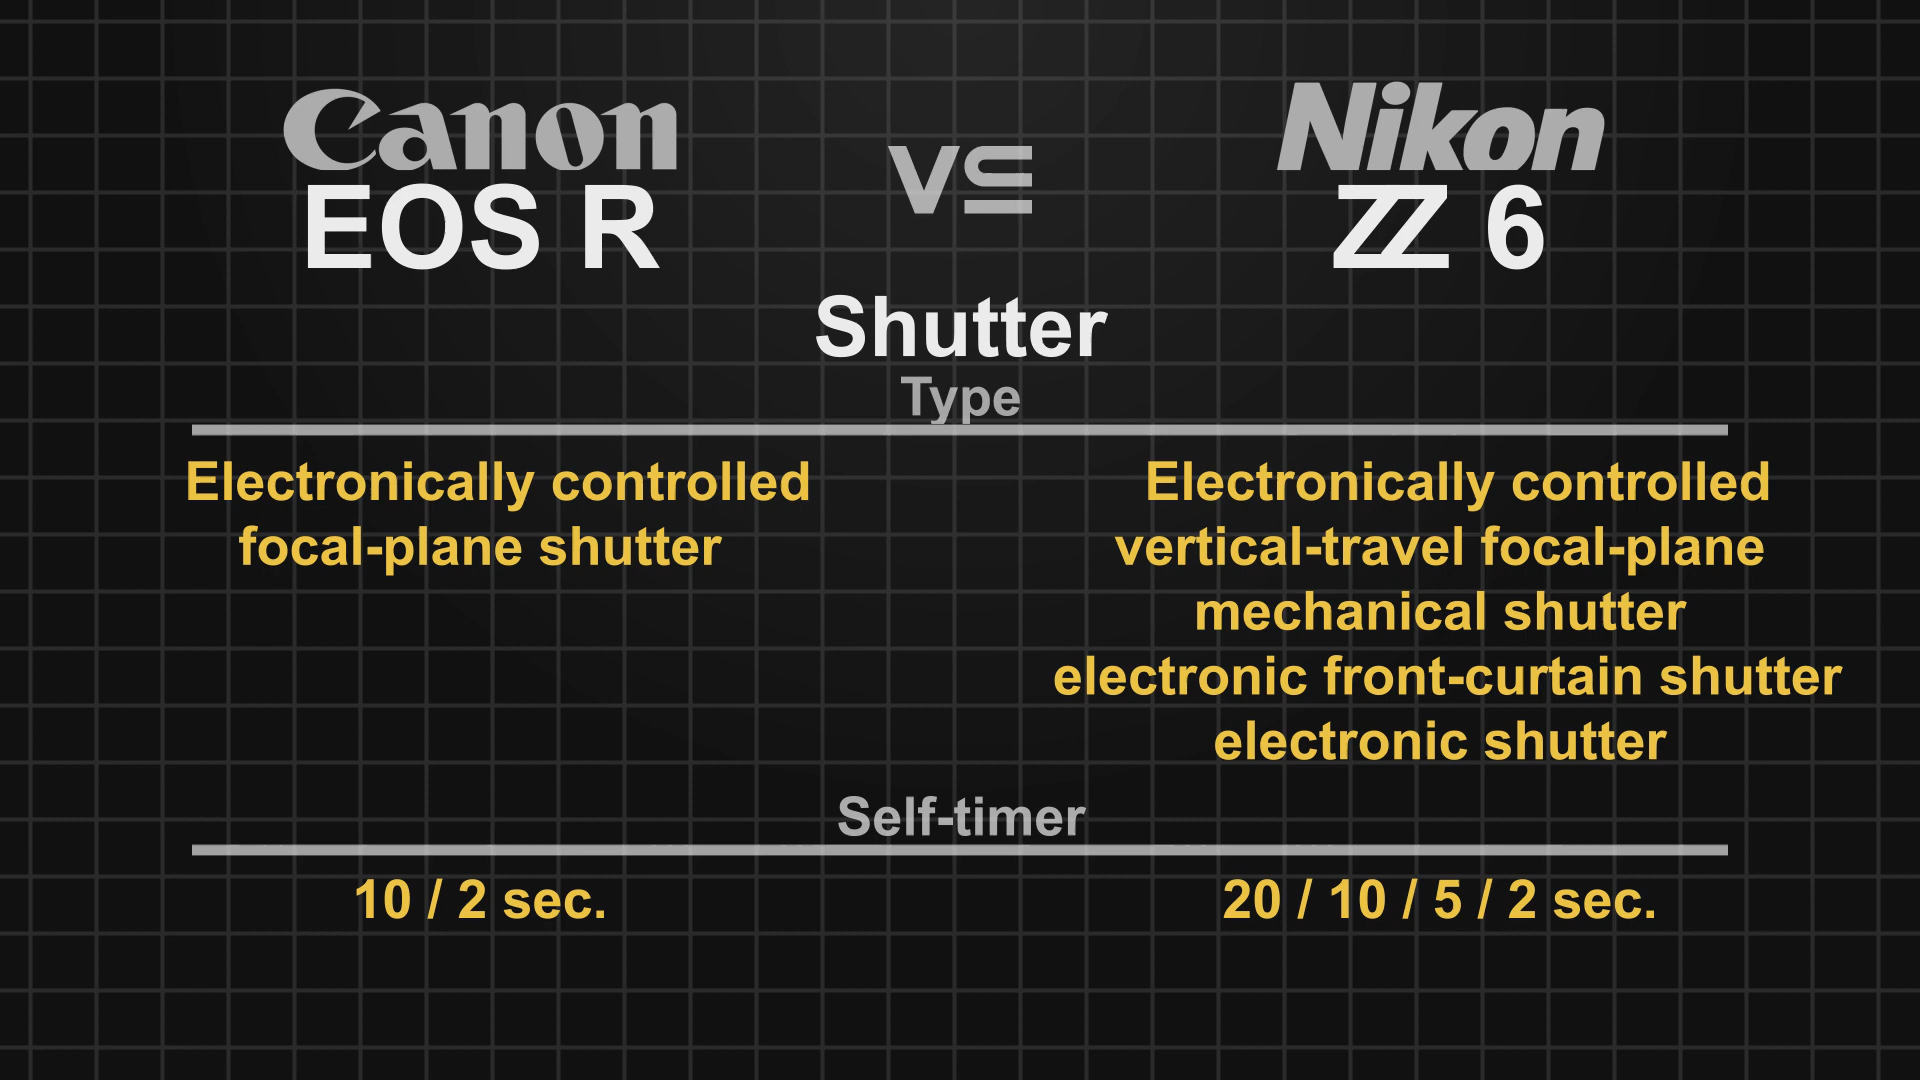 Canon
EOS R
VS
Nikon
ZZ 6
Shutter
Type
Electronically controlled
focal-plane shutter
Electronically controlled
vertical-travel focal-plane
mechanical shutter
electronic front-curtain shutter
electronic shutter
Self-timer
10 / 2 sec.
20 / 10 / 5 / 2 sec.